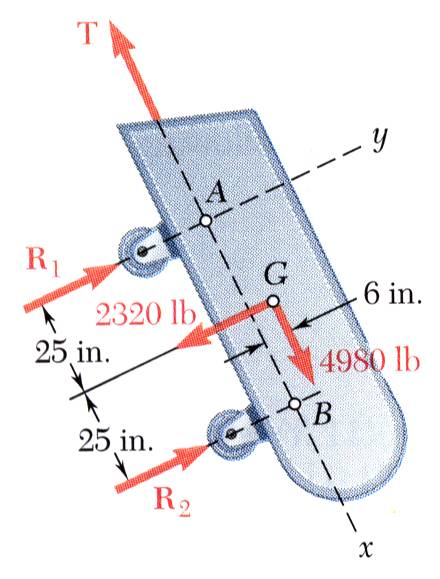 T
y
A
R1
G
6 in.
2320 lb
25 in.
4980 lb
B
25 in.
R2
x